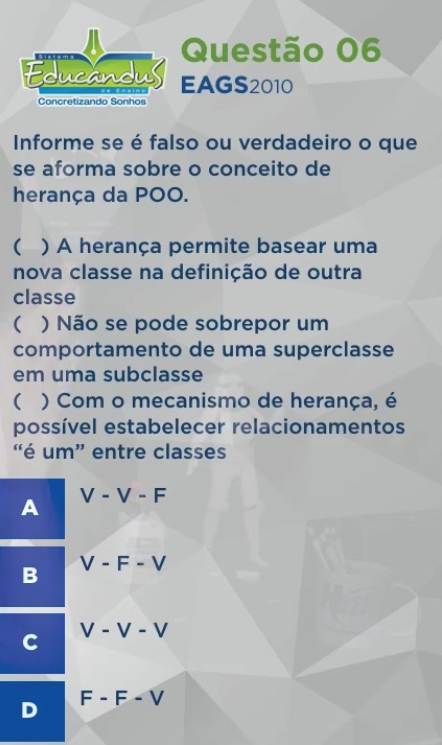 Sistema
Educandus
de Ensino
Concretizando Sonhos
Questão 06
EAGS2010
Informe se é falso ou verdadeiro o que
se aforma sobre o conceito de
herança da POO.
( ) A herança permite basear uma
nova classe na definição de outra
classe
( ) Não se pode sobrepor um
comportamento de uma superclasse
em uma subclasse
( ) Com o mecanismo de herança, é
possível estabelecer relacionamentos
“é um” entre classes
A V - V - F
B V - F - V
C V - V - V
D F - F - V